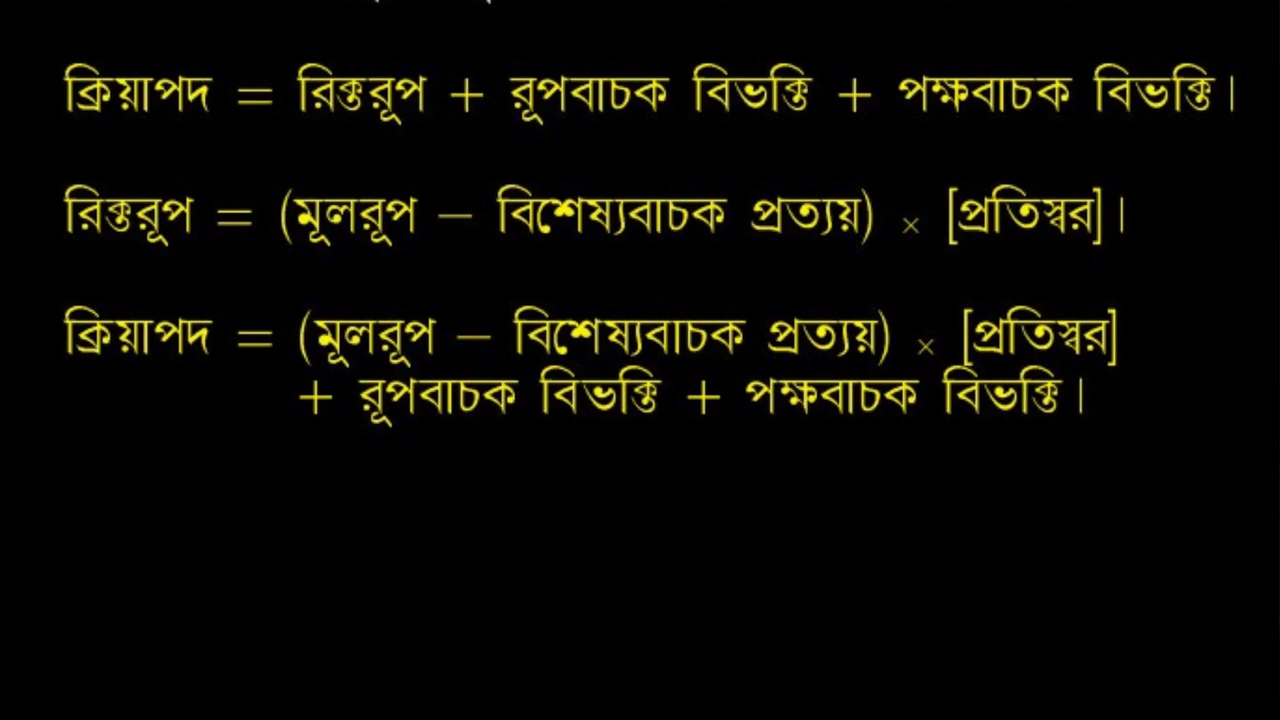 ক্রিয়াপদ = রিক্তরূপ + রূপবাচক বিভক্তি + পক্ষবাচক বিভক্তি।
রিক্তরূপ = (মূলরূপ – বিশেষ্যবাচক প্রত্যয়) × [প্রতিস্বর]।
ক্রিয়াপদ = (মূলরূপ – বিশেষ্যবাচক প্রত্যয়) × [প্রতিস্বর]
+ রূপবাচক বিভক্তি + পক্ষবাচক বিভক্তি।